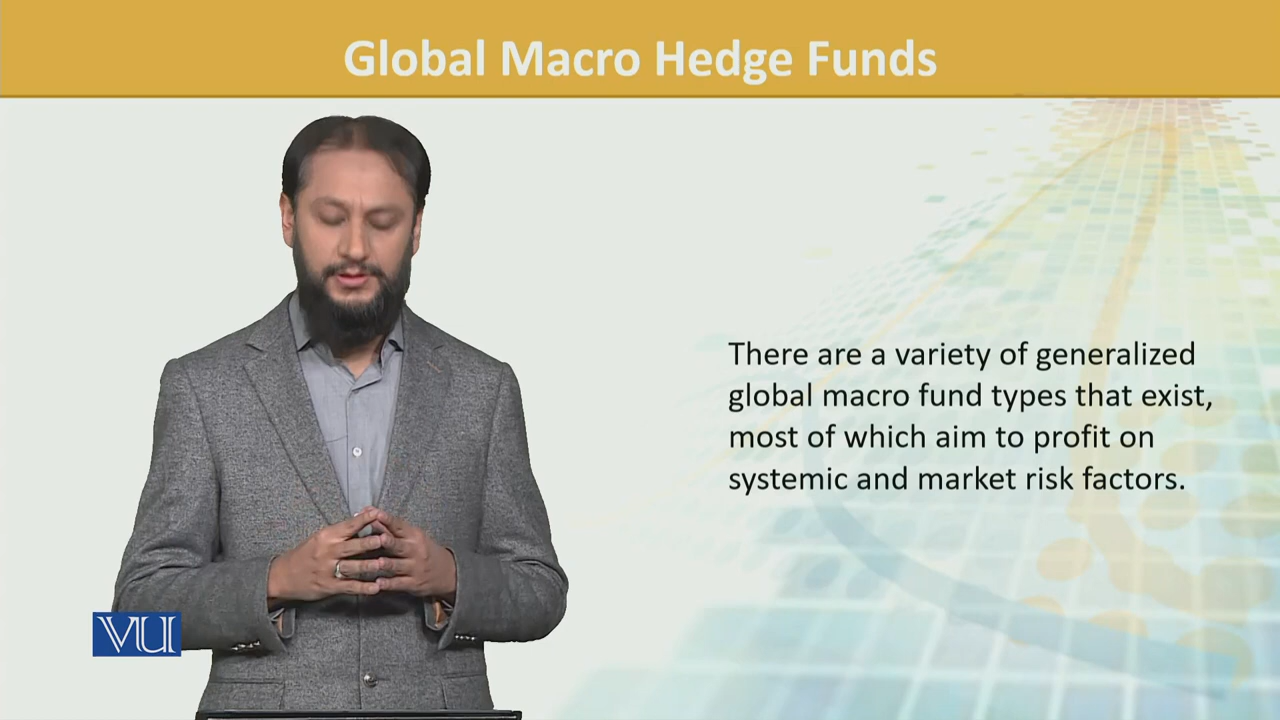 Global Macro Hedge Funds
There are a variety of generalized
global macro fund types that exist,
most of which aim to profit on
systemic and market risk factors.
VU